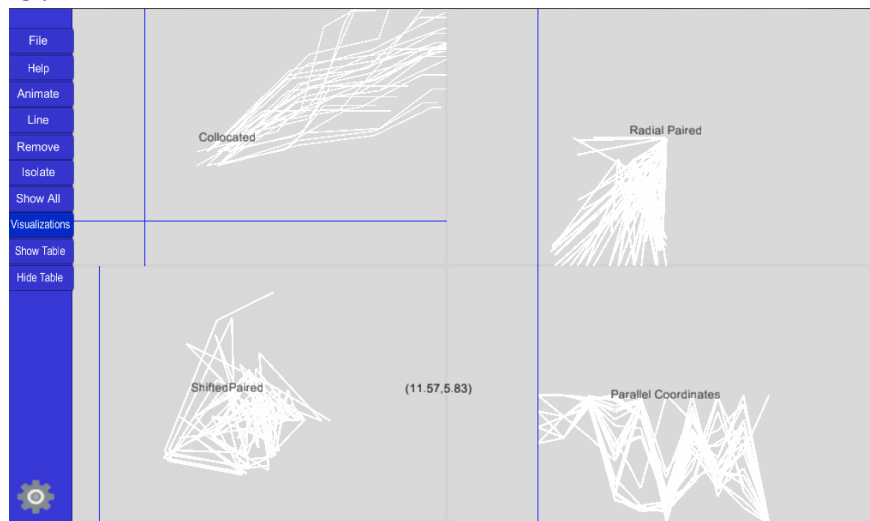 File
Help
Animate
Line
Remove
Isolate
Show All
Visualizations
Show Table
Hide Table
Collocated
Radial Paired
ShiftedPaired
(11.57,5.83)
Parallel Coordinates